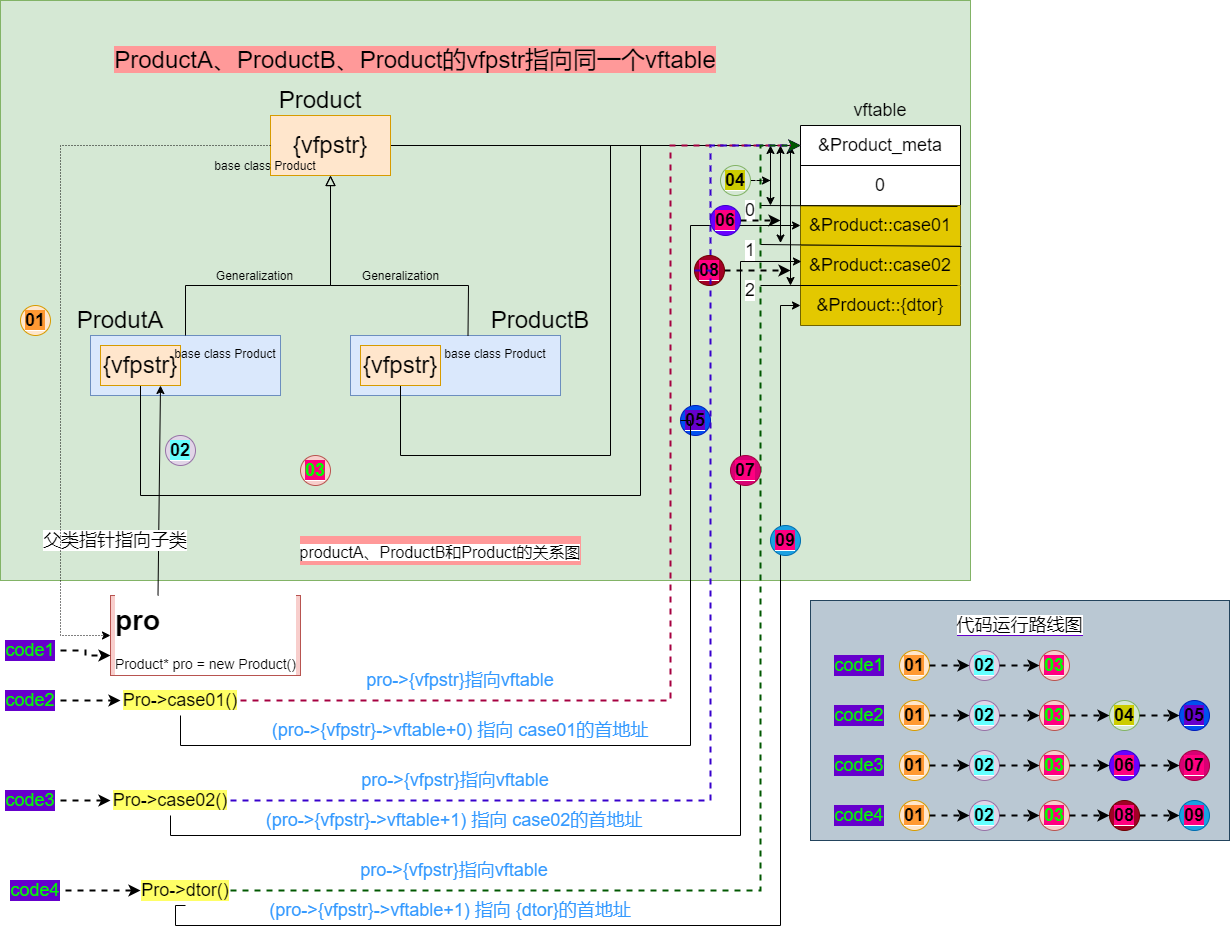 ProductA、ProductB、Product的vfpstr指向同一个vftable
Product
{vfpstr}
base class Product
vftable
&Product_meta
0
&Product::case01
&Product::case02
&Prdouct::{dtor}
04
0
06
1
08
2
Generalization
Generalization
01
ProdutA
{vfpstr}
base class Product
ProductB
{vfpstr}
base class Product
05
02
03
07
09
父类指针指向子类
productA、ProductB和Product的关系图
pro
Product* pro = new Product()
code1
code2
Pro->case01()
pro->{vfpstr}指向vftable
(pro->{vfpstr}->vftable+0) 指向 case01的首地址
code3
Pro->case02()
pro->{vfpstr}指向vftable
(pro->{vfpstr}->vftable+1) 指向 case02的首地址
code4
Pro->dtor()
pro->{vfpstr}指向vftable
(pro->{vfpstr}->vftable+1) 指向 {dtor}的首地址
代码运行路线图
code1 01 02 03
code2 01 02 03 04 05
code3 01 02 03 06 07
code4 01 02 03 08 09